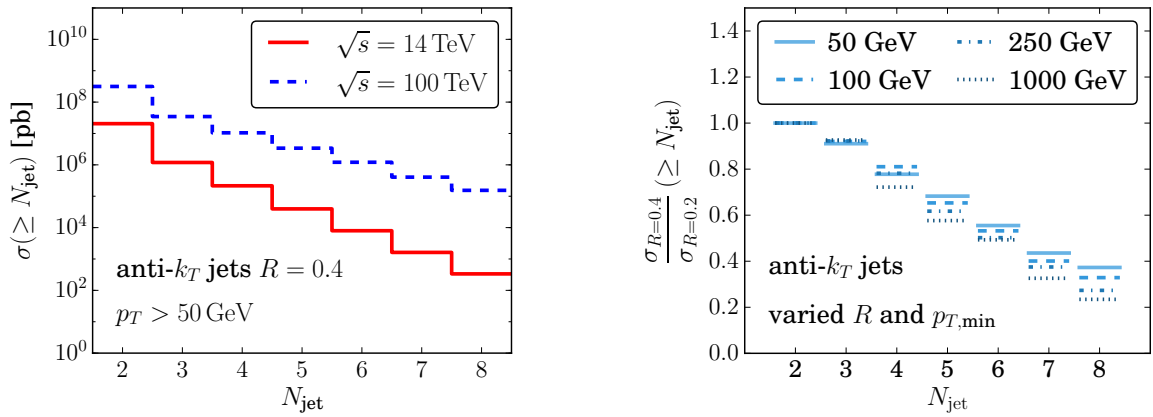 10^10
10^8
10^6
10^4
10^2
10^0
σ(≥ N_jet) [pb]
√s = 14 TeV
√s = 100 TeV
anti-k_T jets R = 0.4
p_T > 50 GeV
2 3 4 5 6 7 8
N_jet
1.4
1.2
1.0
0.8
0.6
0.4
0.2
0.0
σ_{R=0.4}/σ_{R=0.2} (≥ N_jet)
50 GeV 250 GeV
100 GeV 1000 GeV
anti-k_T jets
varied R and p_{T,min}
2 3 4 5 6 7 8
N_jet